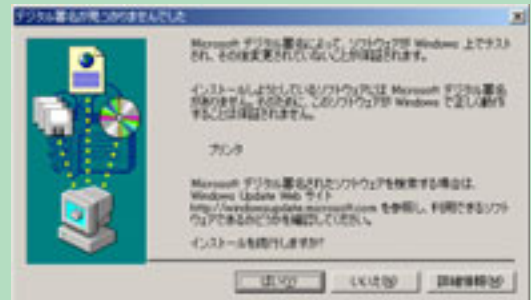 デジタル署名が見つかりませんでした
Microsoft デジタル署名によって、ソフトウェアが Windows 上でテスト
され、その後変更されていないことが保証されます。
インストールしようとしているソフトウェアには Microsoft デジタル署名
がありません。そのために、このソフトウェアが Windows で正しく動作
することは保証されません。
プリンタ
Microsoft デジタル署名されたソフトウェアを検索する場合は、
Windows Update Web サイト
http://windowsupdate.microsoft.com を参照し、利用できるソフト
ウェアであるかどうかを確認してください。
インストールを続行しますか?
はい(Y)
いいえ(N)
詳細情報(M)